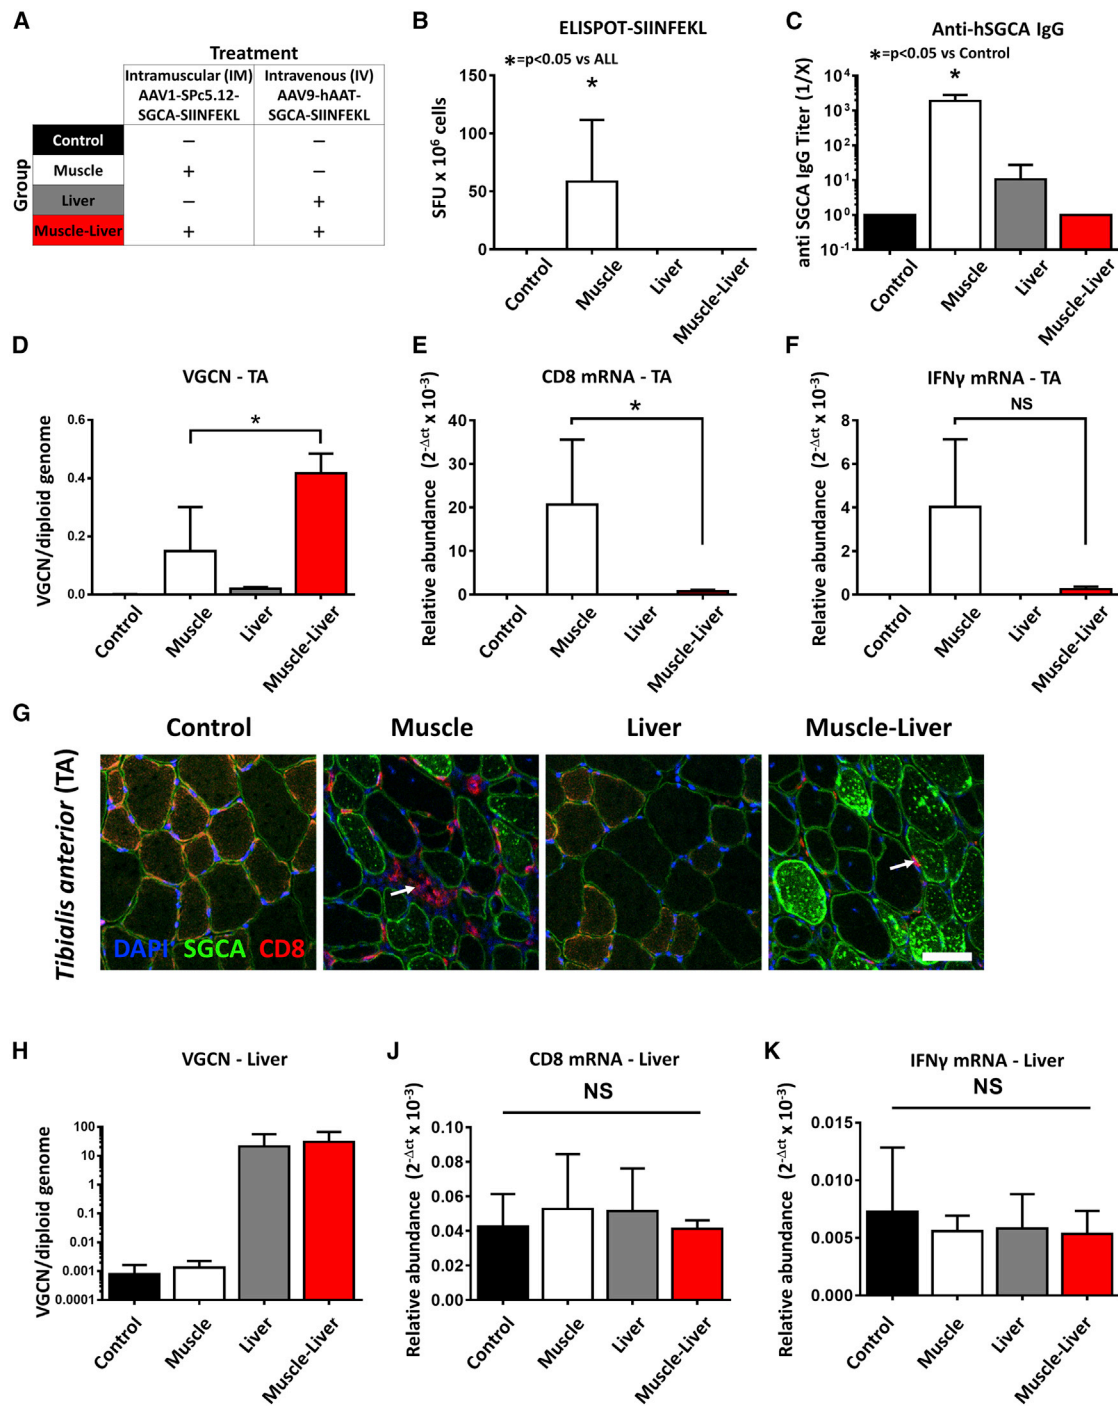 A
Treatment
Intramuscular (IM)
AAV1-SPc5.12-
SGCA-SIINFEKL
Intravenous (IV)
AAV9-hAAT-
SGCA-SIINFEKL
Group
Control − −
Muscle + −
Liver − +
Muscle-Liver + +
B
ELISPOT-SIINFEKL
*=p<0.05 vs ALL
*
SFU x 10⁶ cells
150
100
50
0
Control
Muscle
Liver
Muscle-Liver
C
Anti-hSGCA IgG
*=p<0.05 vs Control
*
anti SGCA IgG Titer (1/X)
10⁴
10³
10²
10¹
10⁰
10⁻¹
Control
Muscle
Liver
Muscle-Liver
D
VGCN - TA
*
VGCN/diploid genome
0.6
0.4
0.2
0.0
Control
Muscle
Liver
Muscle-Liver
E
CD8 mRNA - TA
*
Relative abundance (2⁻Δct x 10⁻³)
40
30
20
10
0
Control
Muscle
Liver
Muscle-Liver
F
IFNγ mRNA - TA
NS
Relative abundance (2⁻Δct x 10⁻³)
8
6
4
2
0
Control
Muscle
Liver
Muscle-Liver
G
Control
Muscle
Liver
Muscle-Liver
Tibialis anterior (TA)
DAPI SGCA CD8
H
VGCN - Liver
VGCN/diploid genome
100
10
1
0.1
0.01
0.001
0.0001
Control
Muscle
Liver
Muscle-Liver
J
CD8 mRNA - Liver
NS
Relative abundance (2⁻Δct x 10⁻³)
0.10
0.08
0.06
0.04
0.02
0.00
Control
Muscle
Liver
Muscle-Liver
K
IFNγ mRNA - Liver
NS
Relative abundance (2⁻Δct x 10⁻³)
0.015
0.010
0.005
0.000
Control
Muscle
Liver
Muscle-Liver